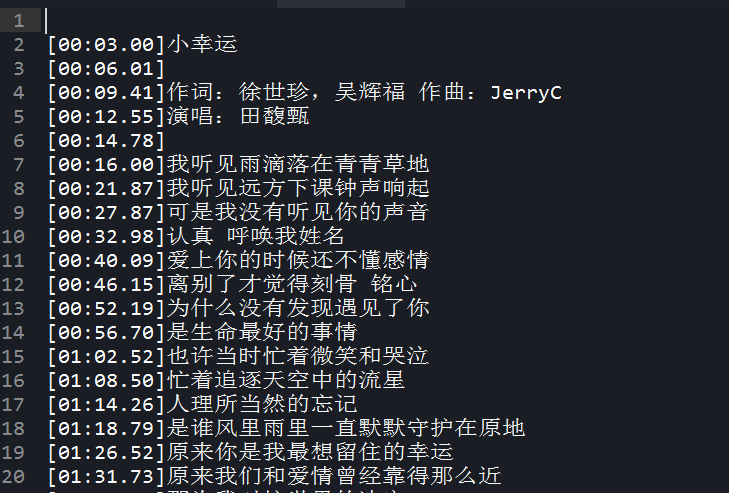 1
2 [00:03.00]小幸运
3 [00:06.01]
4 [00:09.41]作词：徐世珍，吴辉福 作曲：JerryC
5 [00:12.55]演唱：田馥甄
6 [00:14.78]
7 [00:16.00]我听见雨滴落在青青草地
8 [00:21.87]我听见远方下课钟声响起
9 [00:27.87]可是我没有听见你的声音
10 [00:32.98]认真 呼唤我姓名
11 [00:40.09]爱上你的时候还不懂感情
12 [00:46.15]离别了才觉得刻骨 铭心
13 [00:52.19]为什么没有发现遇见了你
14 [00:56.70]是生命最好的事情
15 [01:02.52]也许当时忙着微笑和哭泣
16 [01:08.50]忙着追逐天空中的流星
17 [01:14.26]人理所当然的忘记
18 [01:18.79]是谁风里雨里一直默默守护在原地
19 [01:26.52]原来你是我最想留住的幸运
20 [01:31.73]原来我们和爱情曾经靠得那么近